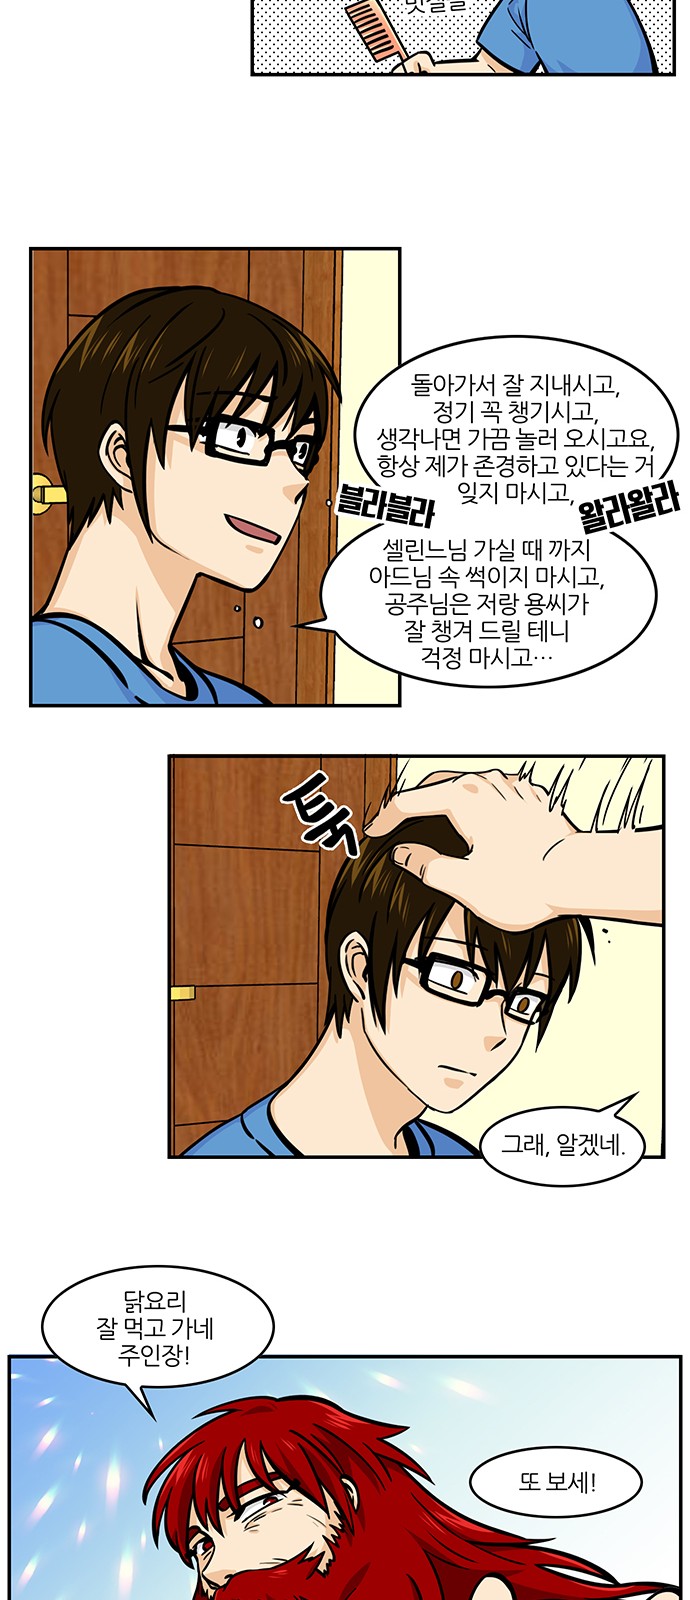 돌아가서 잘 지내시고,
정기 꼭 챙기시고,
생각나면 가끔 놀러 오시고요,
항상 제가 존경하고 있다는 거
잊지 마시고,
블라블라
왈라왈라
셀린느님 가실 때 까지
아드님 속 썩이지 마시고,
공주님은 저랑 용씨가
잘 챙겨 드릴 테니
걱정 마시고…
툭
그래, 알겠네.
닭요리
잘 먹고 가네
주인장!
또 보세!